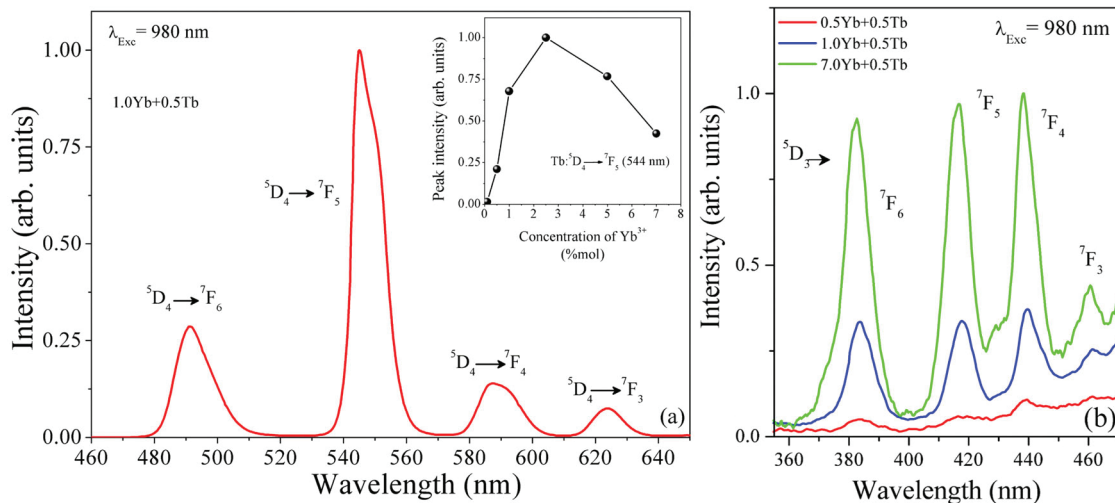 λExc= 980 nm
1.0Yb+0.5Tb
⁵D₄→⁷F₆
⁵D₄→⁷F₅
⁵D₄→⁷F₄
⁵D₄→⁷F₃
(a)
Intensity (arb. units)
1.00
0.75
0.50
0.25
0.00
460 480 500 520 540 560 580 600 620 640
Wavelength (nm)
Peak intensity (arb. units)
1.00
0.75
0.50
0.25
0.00
Tb:⁵D₄→⁷F₅ (544 nm)
0 1 2 3 4 5 6 7 8
Concentration of Yb³⁺
(%mol)
0.5Yb+0.5Tb
1.0Yb+0.5Tb
7.0Yb+0.5Tb
λExc= 980 nm
⁵D₃→
⁷F₆
⁷F₅
⁷F₄
⁷F₃
(b)
Intensity (arb. units)
1.0
0.5
0.0
360 380 400 420 440 460
Wavelength (nm)